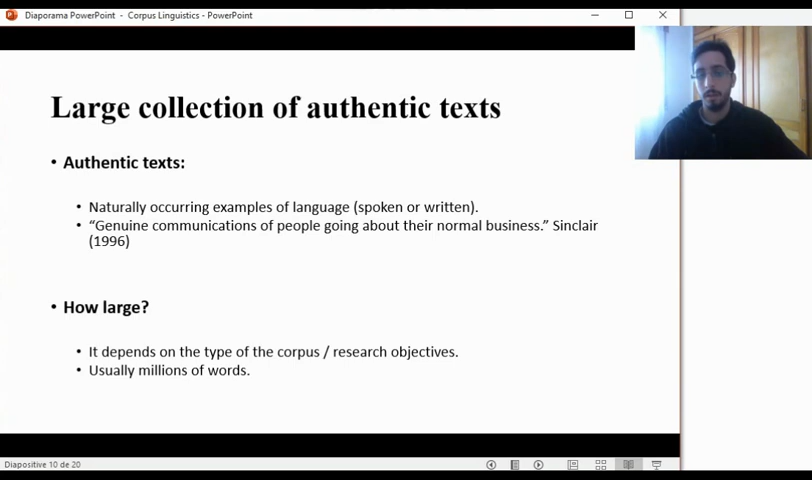 Diaporama PowerPoint - Corpus Linguistics - PowerPoint
Large collection of authentic texts
• Authentic texts:
• Naturally occurring examples of language (spoken or written).
• “Genuine communications of people going about their normal business.” Sinclair
(1996)
• How large?
• It depends on the type of the corpus / research objectives.
• Usually millions of words.
Diapositive 10 de 20